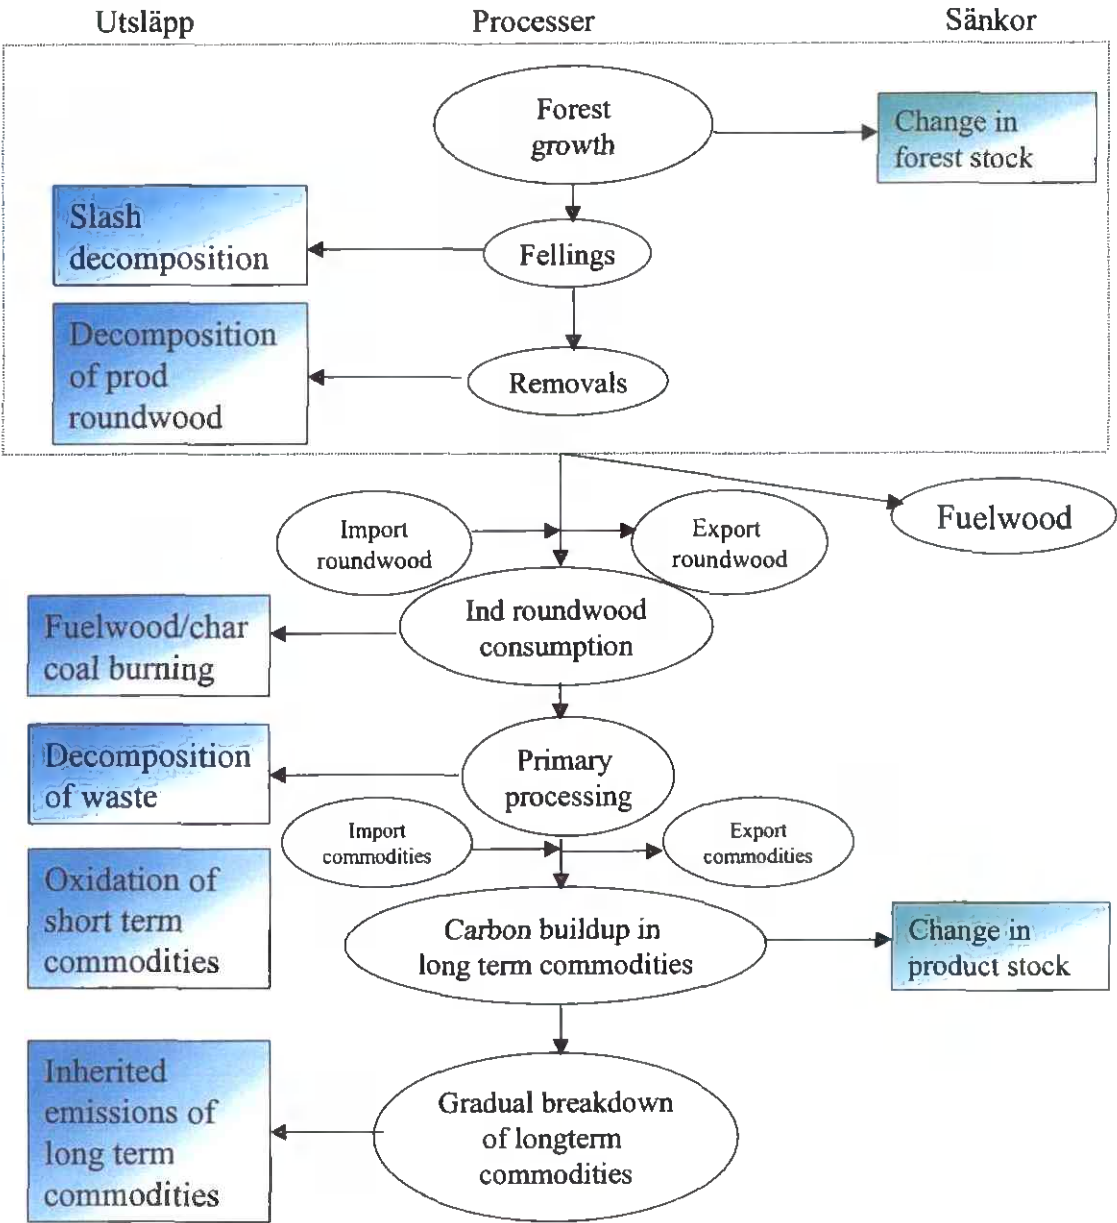 Utsläpp
Processer
Sänkor
Forest
growth
Change in
forest stock
Slash
decomposition
Fellings
Decomposition
of prod
roundwood
Removals
Import
roundwood
Export
roundwood
Fuelwood
Ind roundwood
consumption
Fuelwood/char
coal burning
Primary
processing
Decomposition
of waste
Import
commodities
Export
commodities
Oxidation of
short term
commodities
Carbon buildup in
long term commodities
Change in
product stock
Inherited
emissions of
long term
commodities
Gradual breakdown
of longterm
commodities